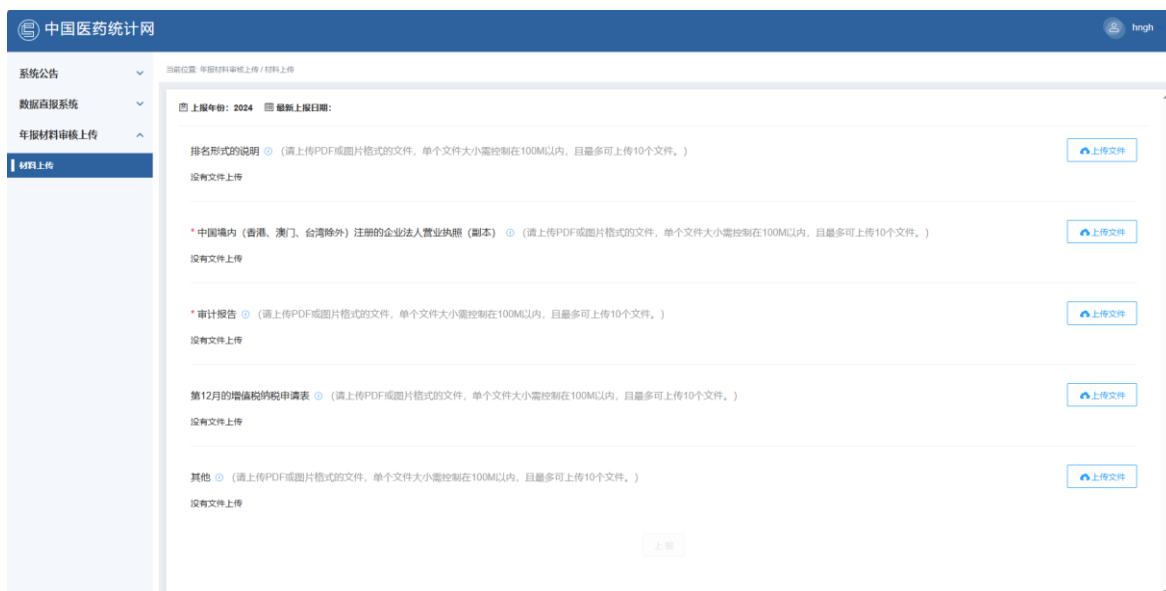 中国医药统计网
hngh
系统公告
数据直报系统
年报材料审核上传
材料上传
当前位置: 年报材料审核上传 / 材料上传
上报年份：2024 最新上报日期：
排名形式的说明 （请上传PDF或图片格式的文件，单个文件大小需控制在100M以内，且最多可上传10个文件。）
上传文件
没有文件上传
* 中国境内（香港、澳门、台湾除外）注册的企业法人营业执照（副本） （请上传PDF或图片格式的文件，单个文件大小需控制在100M以内，且最多可上传10个文件。）
上传文件
没有文件上传
* 审计报告 （请上传PDF或图片格式的文件，单个文件大小需控制在100M以内，且最多可上传10个文件。）
上传文件
没有文件上传
第12月的增值税纳税申请表 （请上传PDF或图片格式的文件，单个文件大小需控制在100M以内，且最多可上传10个文件。）
上传文件
没有文件上传
其他 （请上传PDF或图片格式的文件，单个文件大小需控制在100M以内，且最多可上传10个文件。）
上传文件
没有文件上传
上报